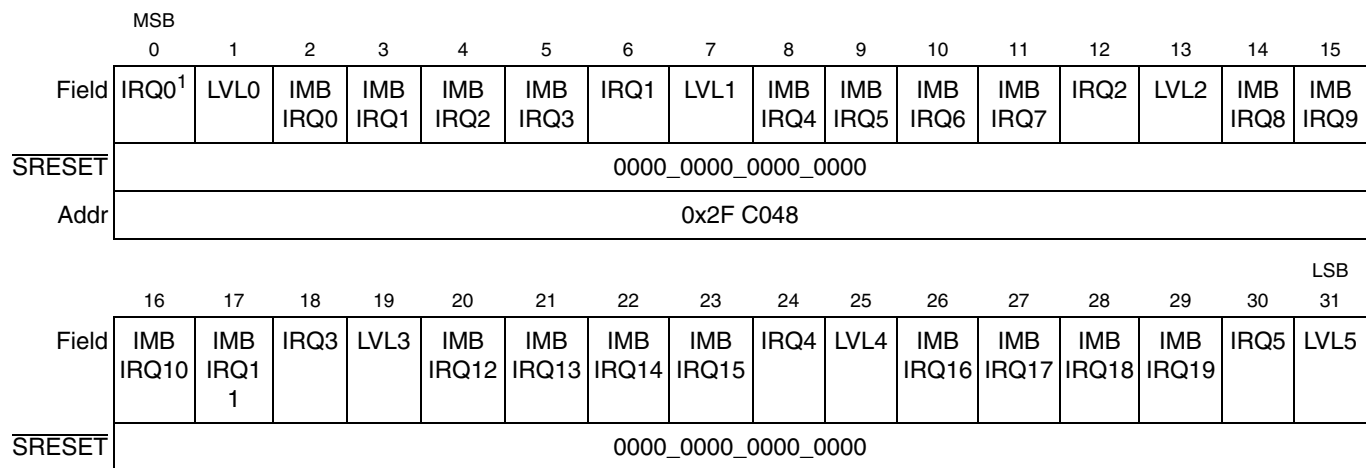 MSB
0 1 2 3 4 5 6 7 8 9 10 11 12 13 14 15
Field IRQ0¹ LVL0 IMB IMB IMB IMB IRQ1 LVL1 IMB IMB IMB IMB IRQ2 LVL2 IMB IMB
IRQ0 IRQ1 IRQ2 IRQ3 IRQ4 IRQ5 IRQ6 IRQ7 IRQ8 IRQ9
SRESET 0000_0000_0000_0000
Addr 0x2F C048
LSB
16 17 18 19 20 21 22 23 24 25 26 27 28 29 30 31
Field IMB IMB IRQ3 LVL3 IMB IMB IMB IMB IRQ4 LVL4 IMB IMB IMB IMB IRQ5 LVL5
IRQ10 IRQ1 IRQ12 IRQ13 IRQ14 IRQ15 IRQ16 IRQ17 IRQ18 IRQ19
1
SRESET 0000_0000_0000_0000